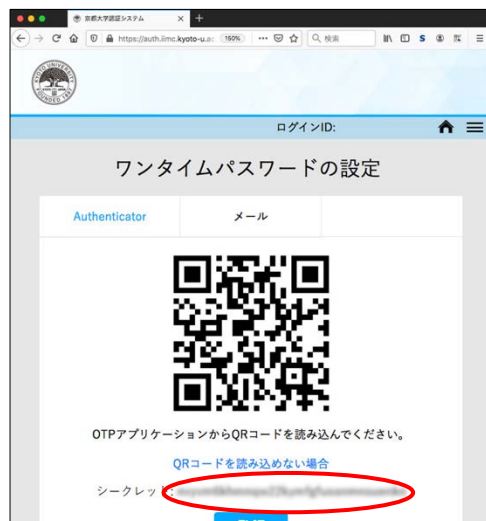 京都大学認証システム
https://auth.iimc.kyoto-u.ac
150%
検索
KYOTO UNIVERSITY
FOUNDED 1897
ログインID:
ワンタイムパスワードの設定
Authenticator
メール
OTPアプリケーションからQRコードを読み込んでください。
QRコードを読み込めない場合
シークレット: